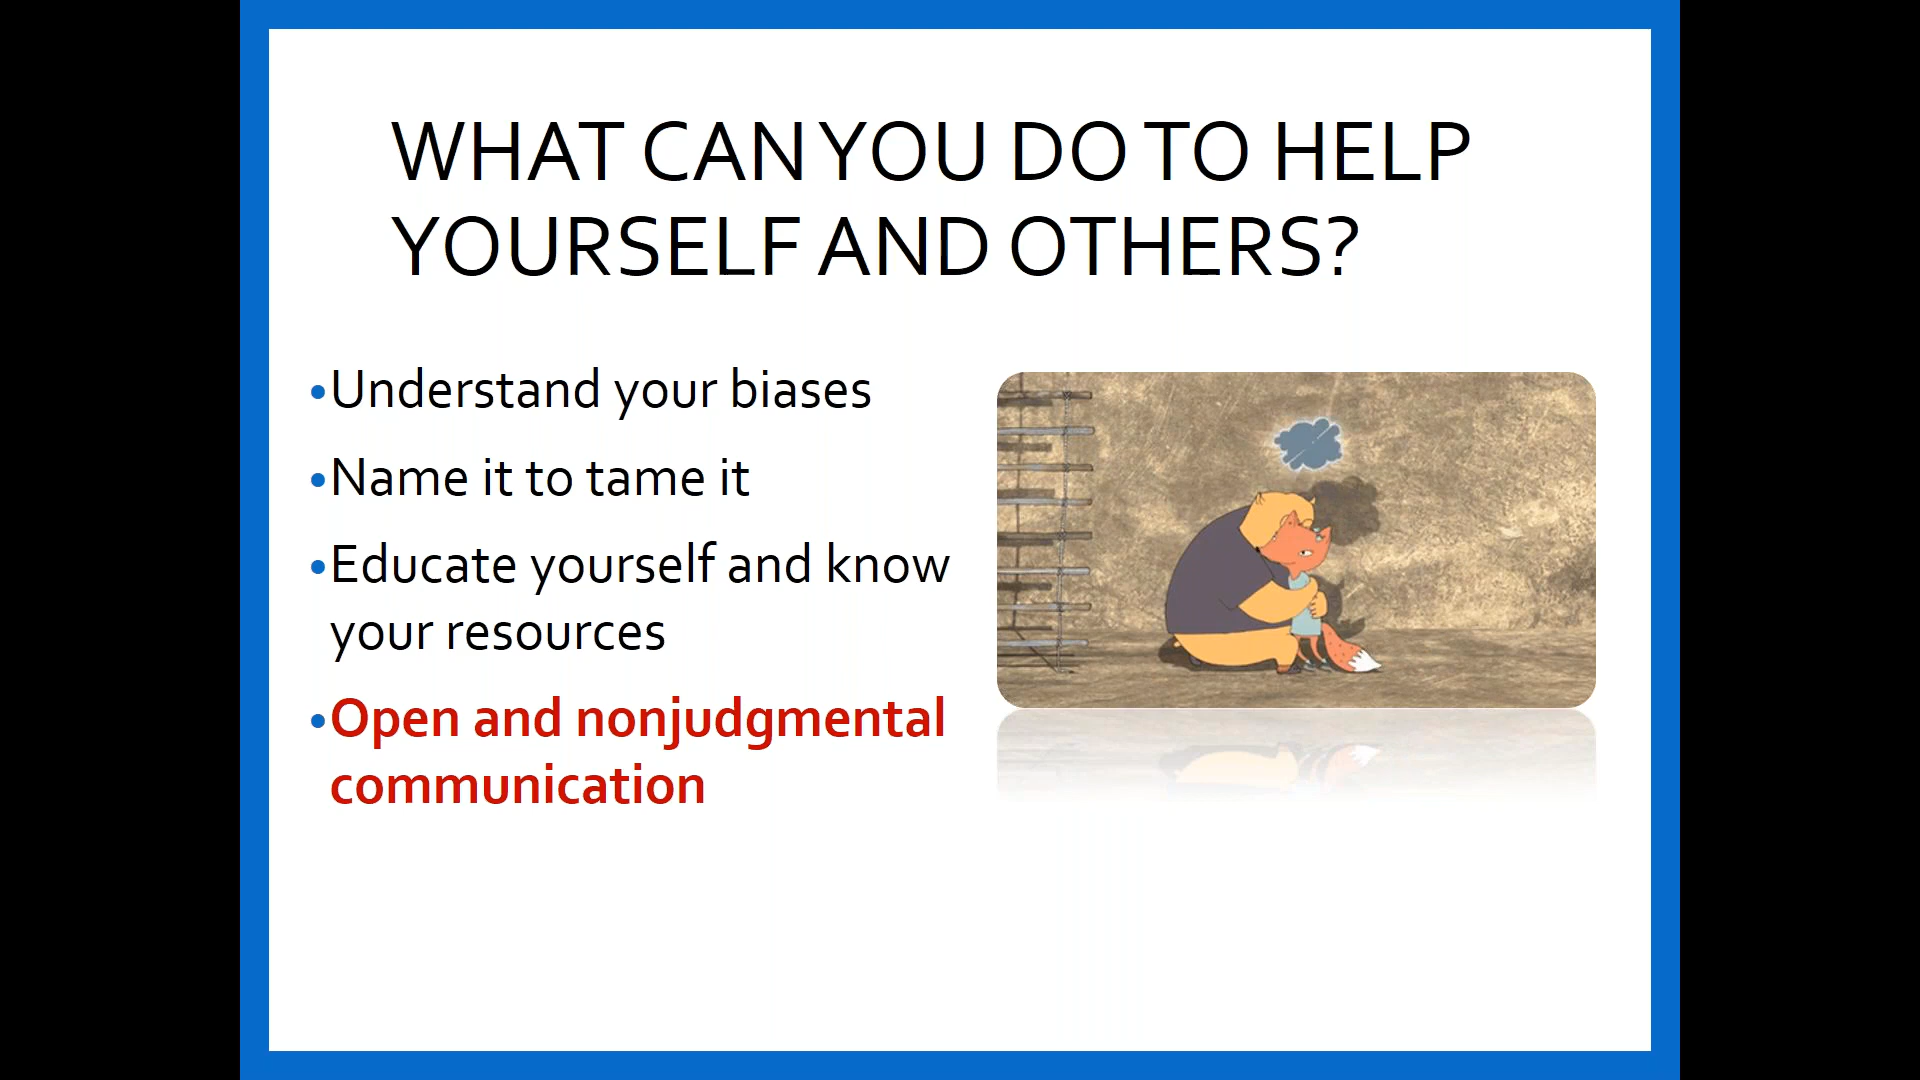 WHAT CAN YOU DO TO HELP
YOURSELF AND OTHERS?
•Understand your biases
•Name it to tame it
•Educate yourself and know
your resources
•Open and nonjudgmental
communication